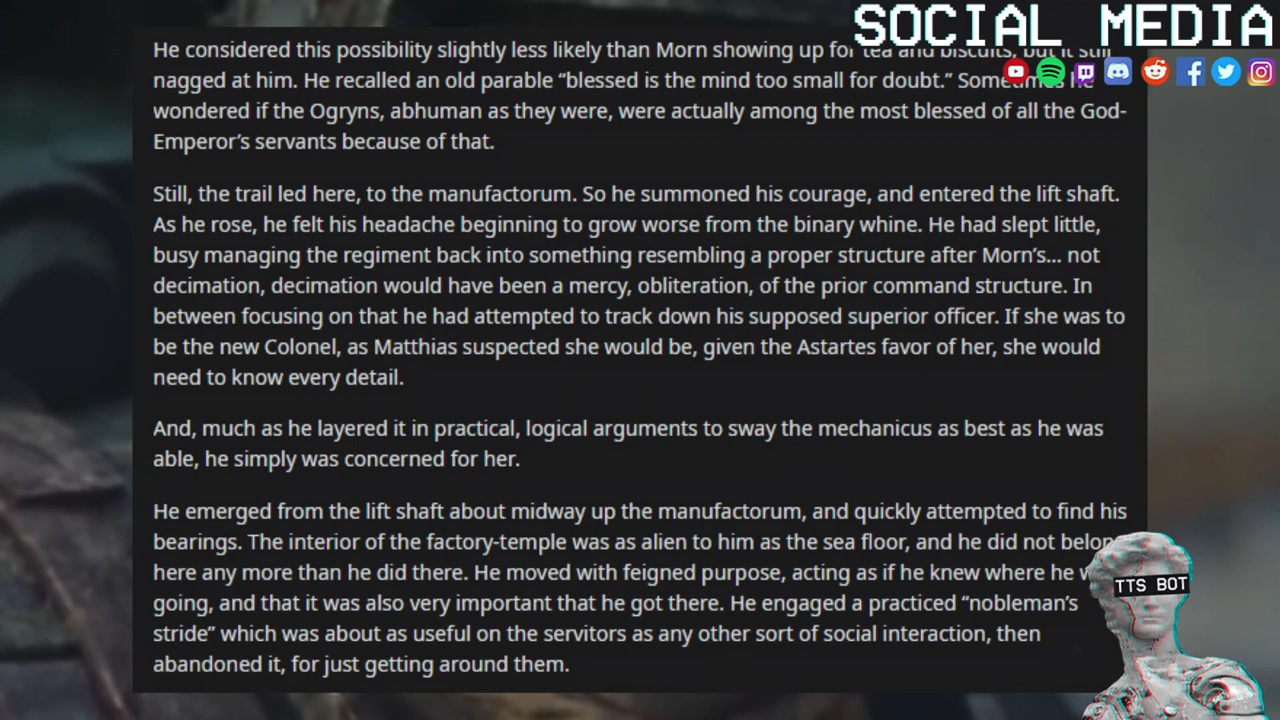 SOCIAL MEDIA
He considered this possibility slightly less likely than Morn showing up for tea and biscuits, but it still
nagged at him. He recalled an old parable “blessed is the mind too small for doubt.” Sometimes he
wondered if the Ogryns, abhuman as they were, were actually among the most blessed of all the God-
Emperor’s servants because of that.
Still, the trail led here, to the manufactorum. So he summoned his courage, and entered the lift shaft.
As he rose, he felt his headache beginning to grow worse from the binary whine. He had slept little,
busy managing the regiment back into something resembling a proper structure after Morn’s... not
decimation, decimation would have been a mercy, obliteration, of the prior command structure. In
between focusing on that he had attempted to track down his supposed superior officer. If she was to
be the new Colonel, as Matthias suspected she would be, given the Astartes favor of her, she would
need to know every detail.
And, much as he layered it in practical, logical arguments to sway the mechanicus as best as he was
able, he simply was concerned for her.
He emerged from the lift shaft about midway up the manufactorum, and quickly attempted to find his
bearings. The interior of the factory-temple was as alien to him as the sea floor, and he did not belong
here any more than he did there. He moved with feigned purpose, acting as if he knew where he
going, and that it was also very important that he got there. He engaged a practiced “nobleman’s
stride” which was about as useful on the servitors as any other sort of social interaction, then
abandoned it, for just getting around them.
TTS BOT